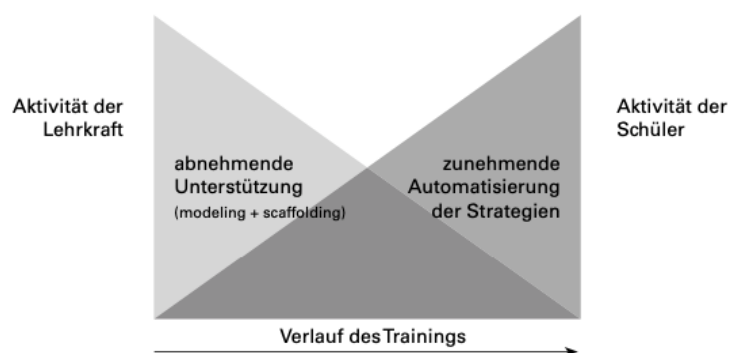 Aktivität der
Lehrkraft
abnehmende
Unterstützung
(modeling + scaffolding)
zunehmende
Automatisierung
der Strategien
Aktivität der
Schüler
Verlauf des Trainings